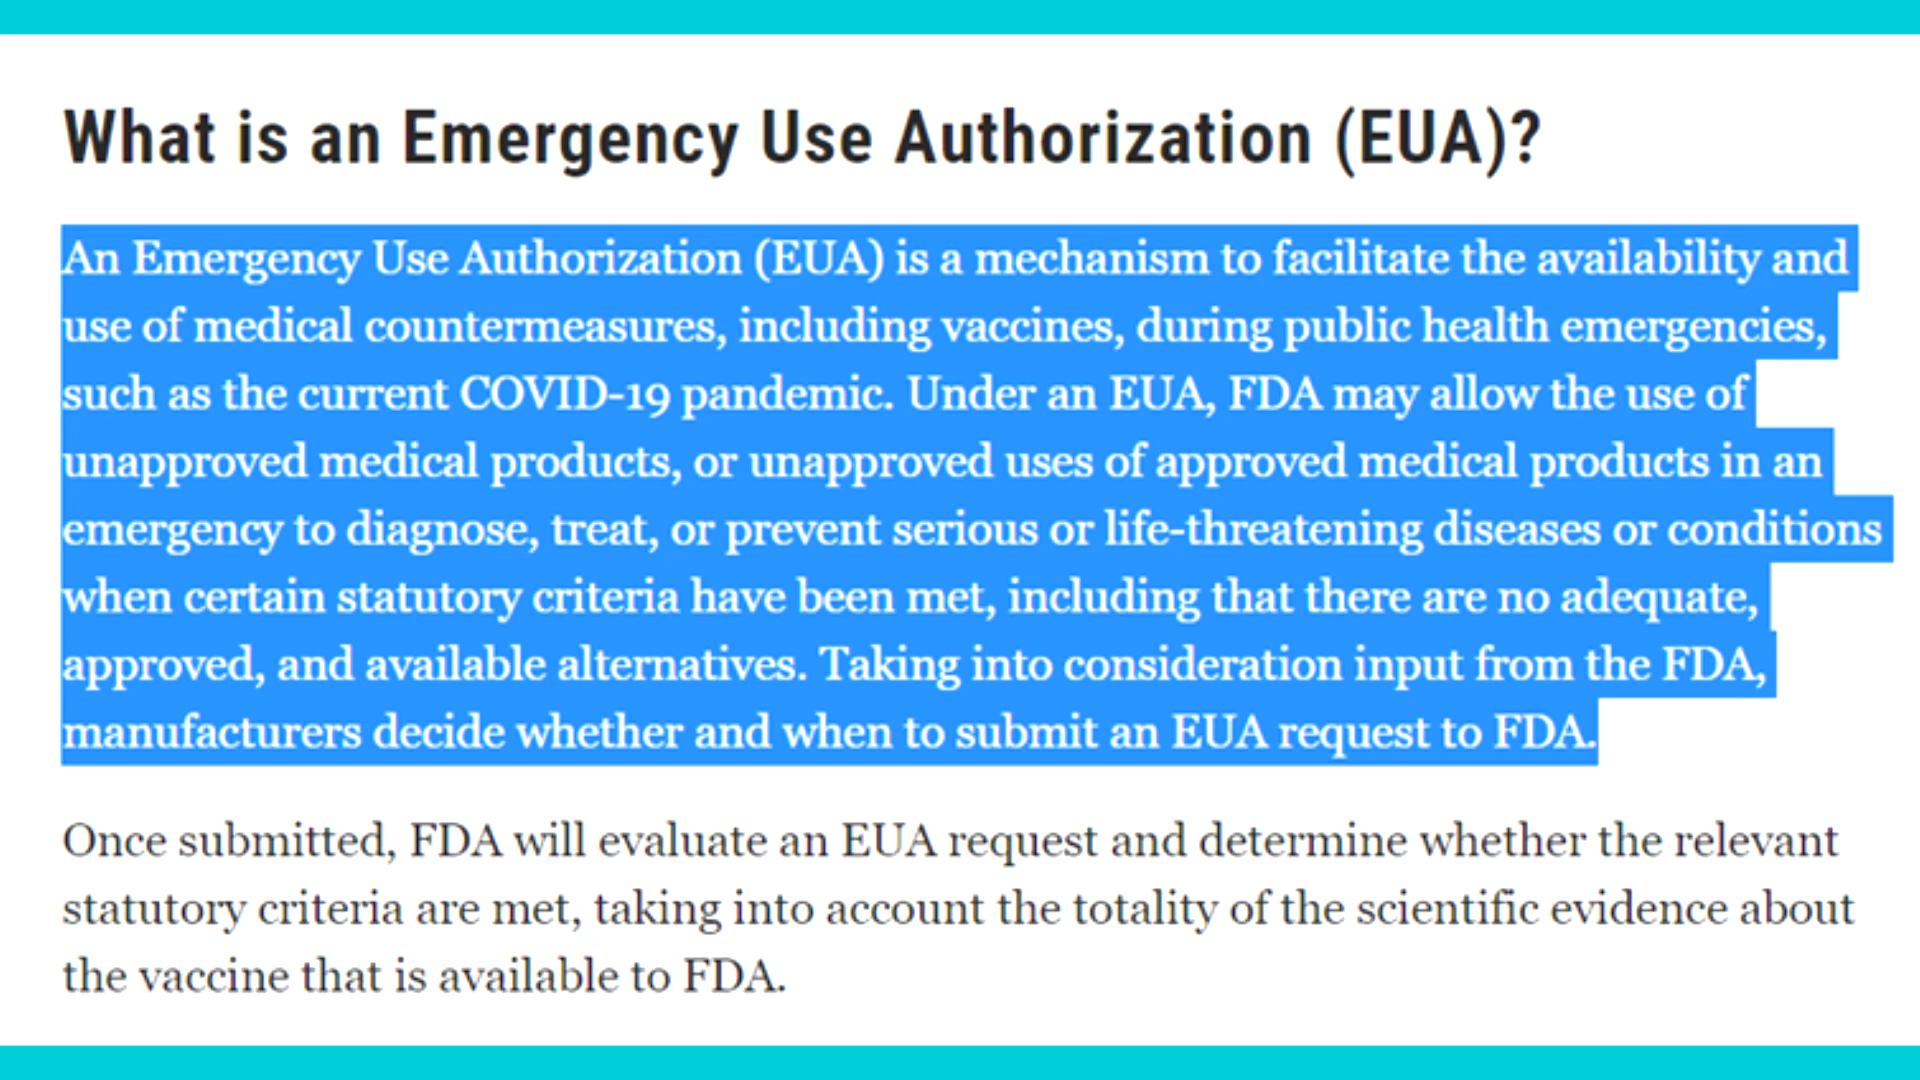 What is an Emergency Use Authorization (EUA)?
An Emergency Use Authorization (EUA) is a mechanism to facilitate the availability and
use of medical countermeasures, including vaccines, during public health emergencies,
such as the current COVID-19 pandemic. Under an EUA, FDA may allow the use of
unapproved medical products, or unapproved uses of approved medical products in an
emergency to diagnose, treat, or prevent serious or life-threatening diseases or conditions
when certain statutory criteria have been met, including that there are no adequate,
approved, and available alternatives. Taking into consideration input from the FDA,
manufacturers decide whether and when to submit an EUA request to FDA.
Once submitted, FDA will evaluate an EUA request and determine whether the relevant
statutory criteria are met, taking into account the totality of the scientific evidence about
the vaccine that is available to FDA.